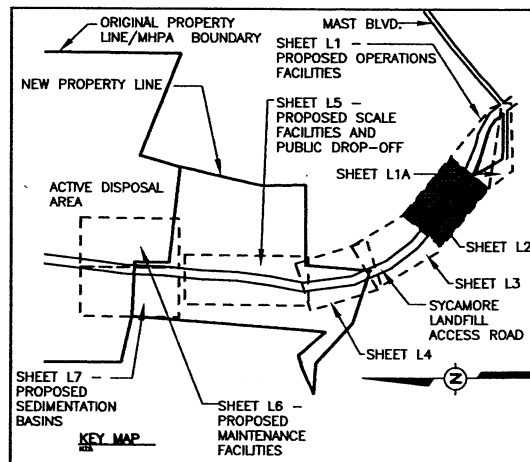 ORIGINAL PROPERTY
LINE/MHPA BOUNDARY
MAST BLVD.
SHEET L1 –
PROPOSED OPERATIONS
FACILITIES
NEW PROPERTY LINE
SHEET L5 –
PROPOSED SCALE
FACILITIES AND
PUBLIC DROP-OFF
SHEET L1A
ACTIVE DISPOSAL
AREA
SHEET L2
SHEET L3
SYCAMORE
LANDFILL
ACCESS ROAD
SHEET L4
SHEET L7 –
PROPOSED
SEDIMENTATION
BASINS
SHEET L6 –
PROPOSED
MAINTENANCE
FACILITIES
N
KEY MAP